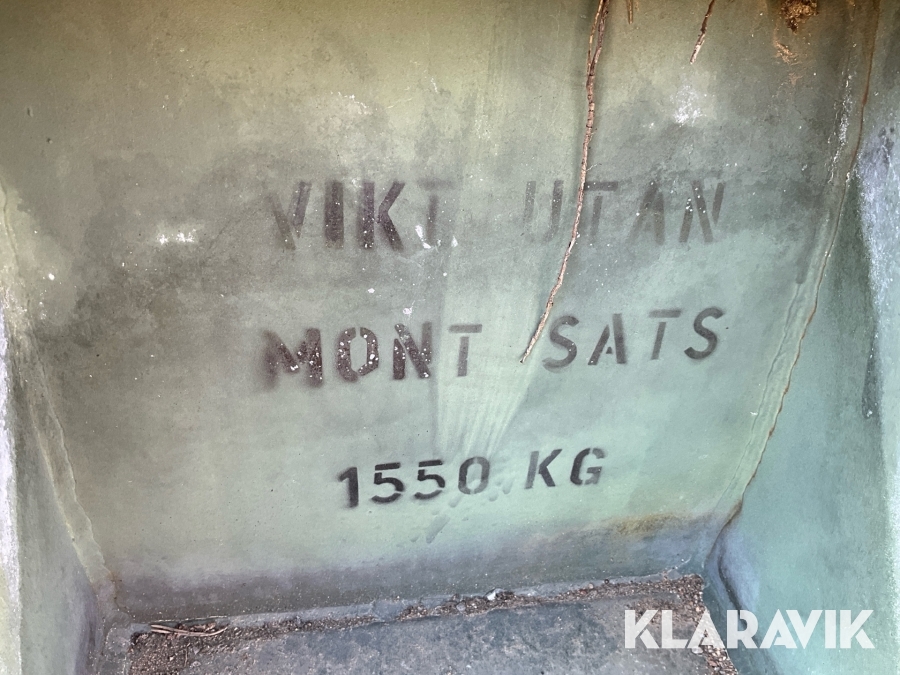 VIKT UTAN
MONT SATS
1550 KG
KLARAVIK